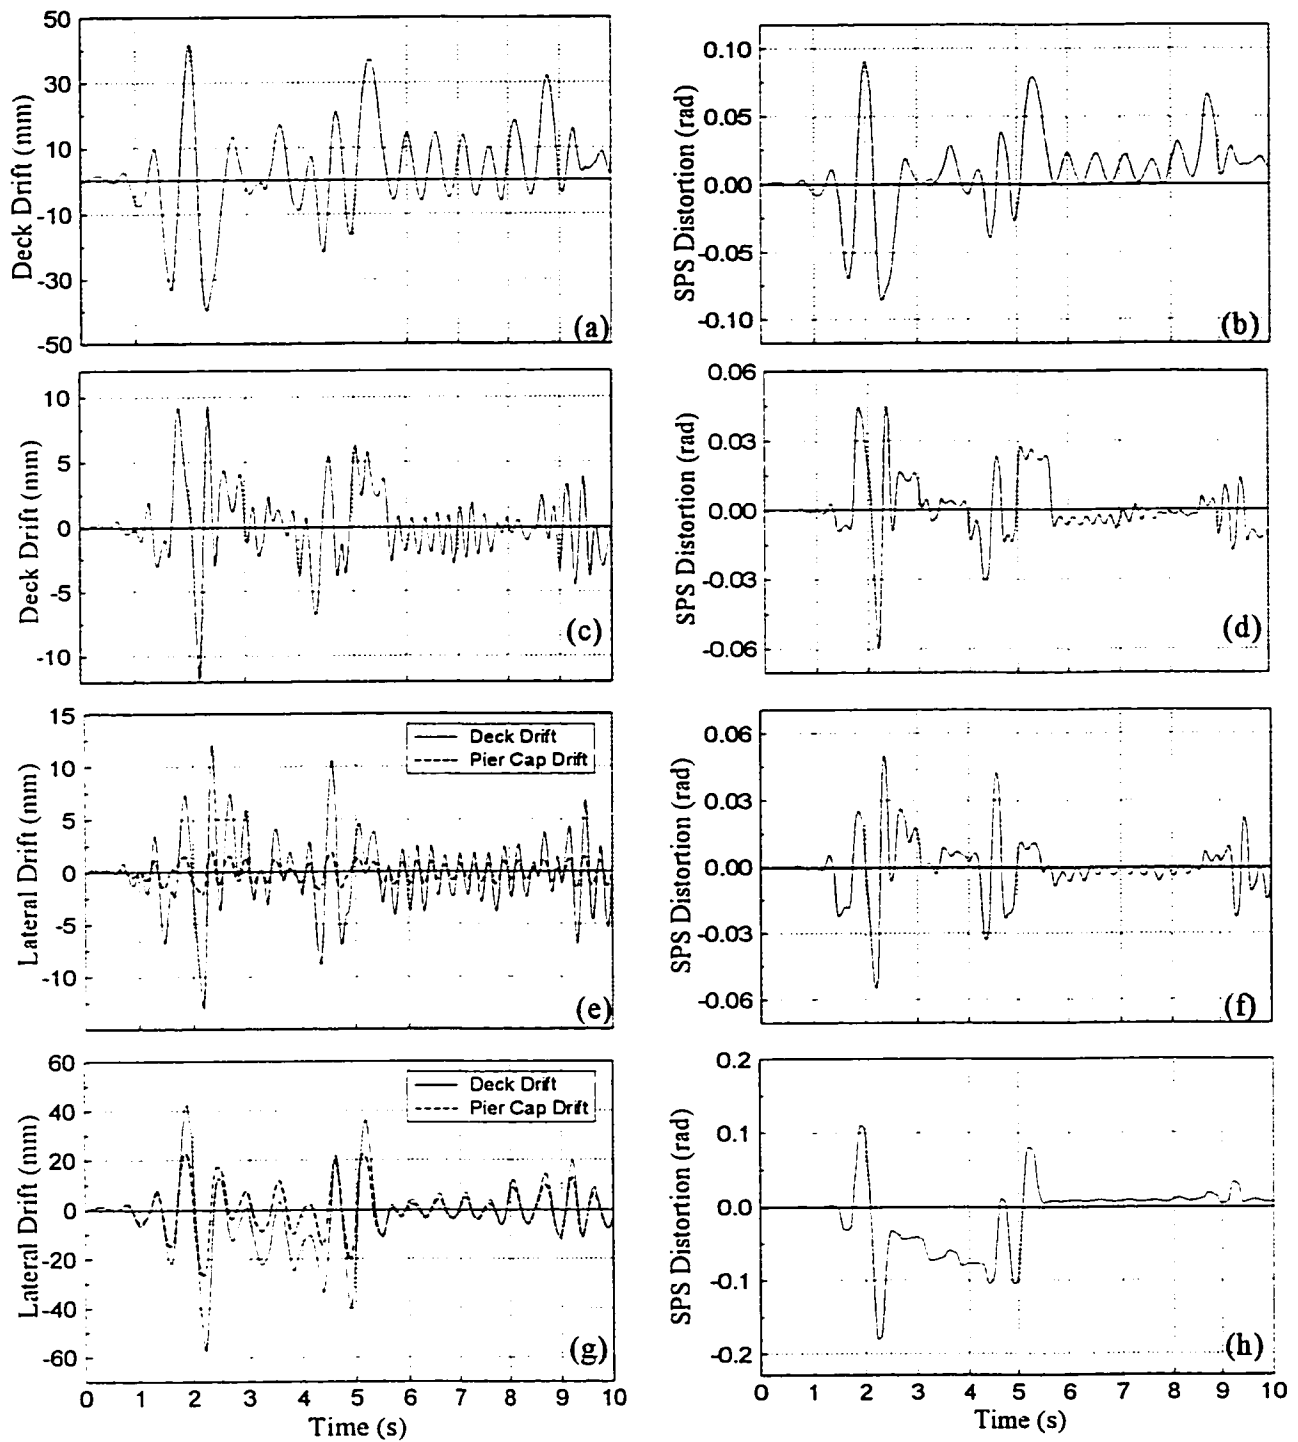 50
30
10
0
-10
-30
-50
Deck Drift (mm)
(a)
0.10
0.05
0.00
-0.05
-0.10
SPS Distortion (rad)
(b)
10
5
0
-5
-10
Deck Drift (mm)
(c)
0.06
0.03
0.00
-0.03
-0.06
SPS Distortion (rad)
(d)
15
10
5
0
-5
-10
Lateral Drift (mm)
Deck Drift
Pier Cap Drift
(e)
0.06
0.03
0.00
-0.03
-0.06
SPS Distortion (rad)
(f)
60
40
20
0
-20
-40
-60
Lateral Drift (mm)
Deck Drift
Pier Cap Drift
(g)
0 1 2 3 4 5 6 7 8 9 10
Time (s)
0.2
0.1
0.0
-0.1
-0.2
SPS Distortion (rad)
(h)
0 1 2 3 4 5 6 7 8 9 10
Time (s)